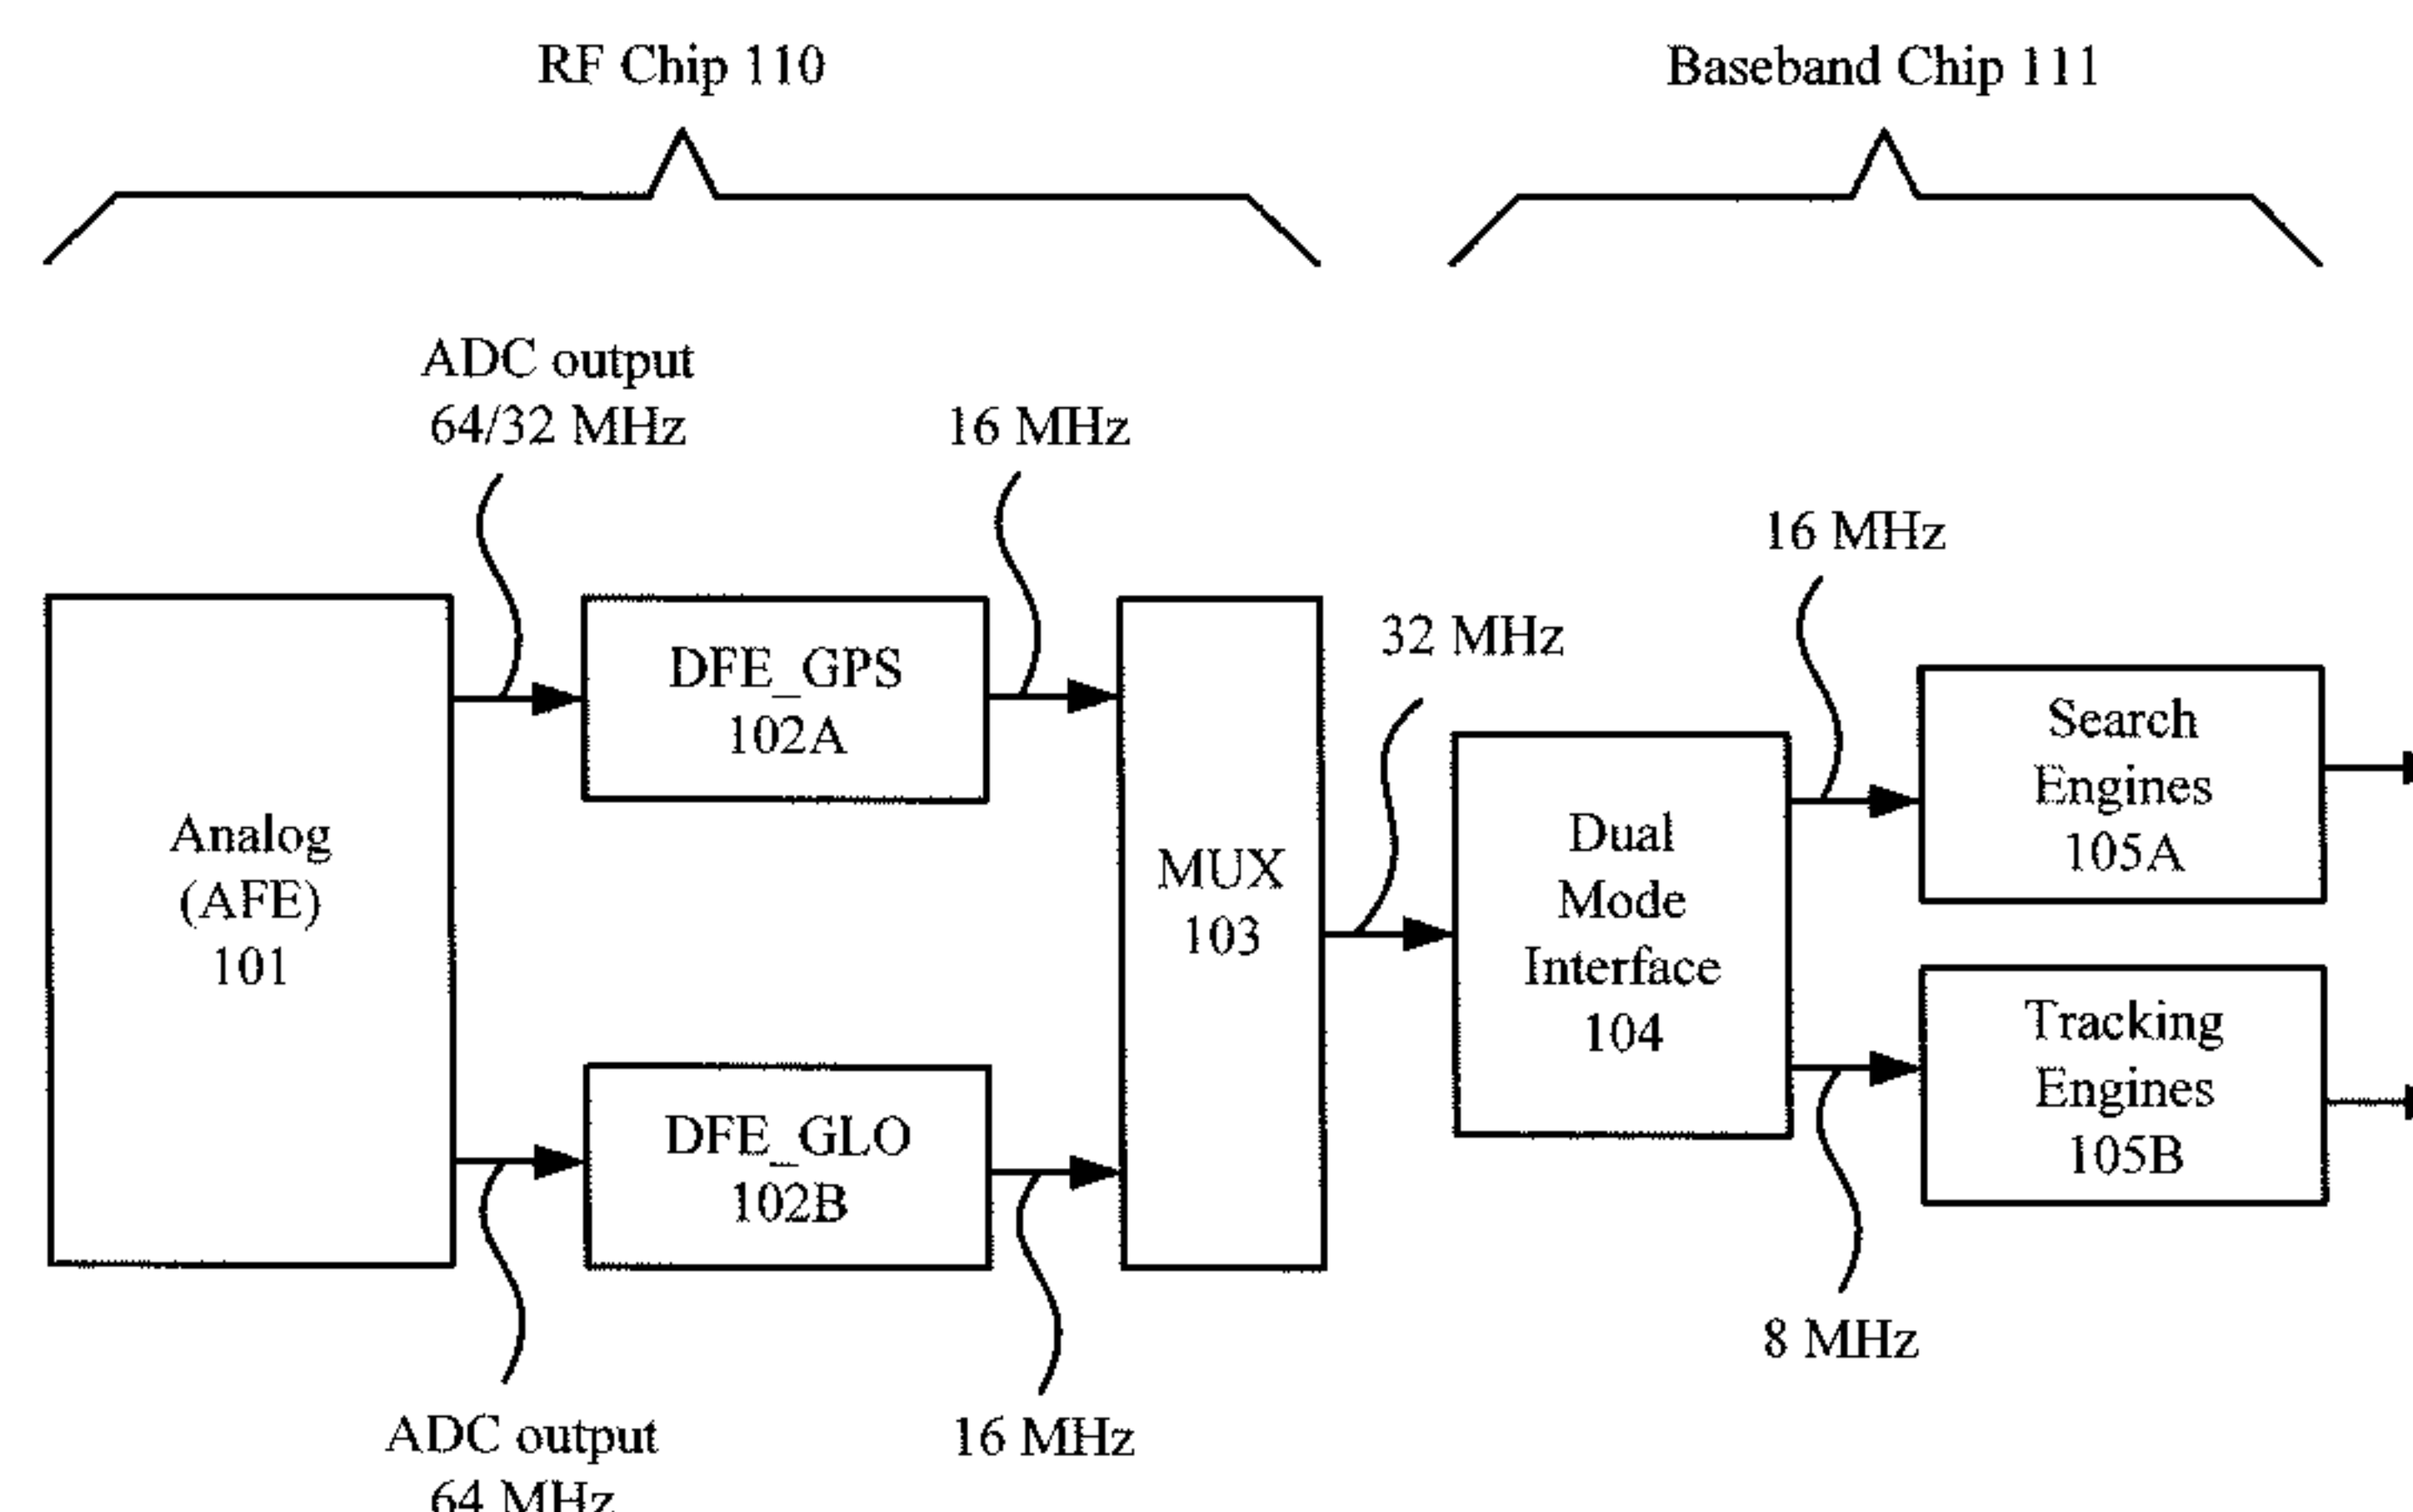 RF Chip 110
Baseband Chip 111
ADC output
64/32 MHz
16 MHz
16 MHz
32 MHz
DFE_GPS
102A
Search
Engines
105A
Analog
(AFE)
101
MUX
103
Dual
Mode
Interface
104
Tracking
Engines
105B
DFE_GLO
102B
8 MHz
ADC output
64 MHz
16 MHz